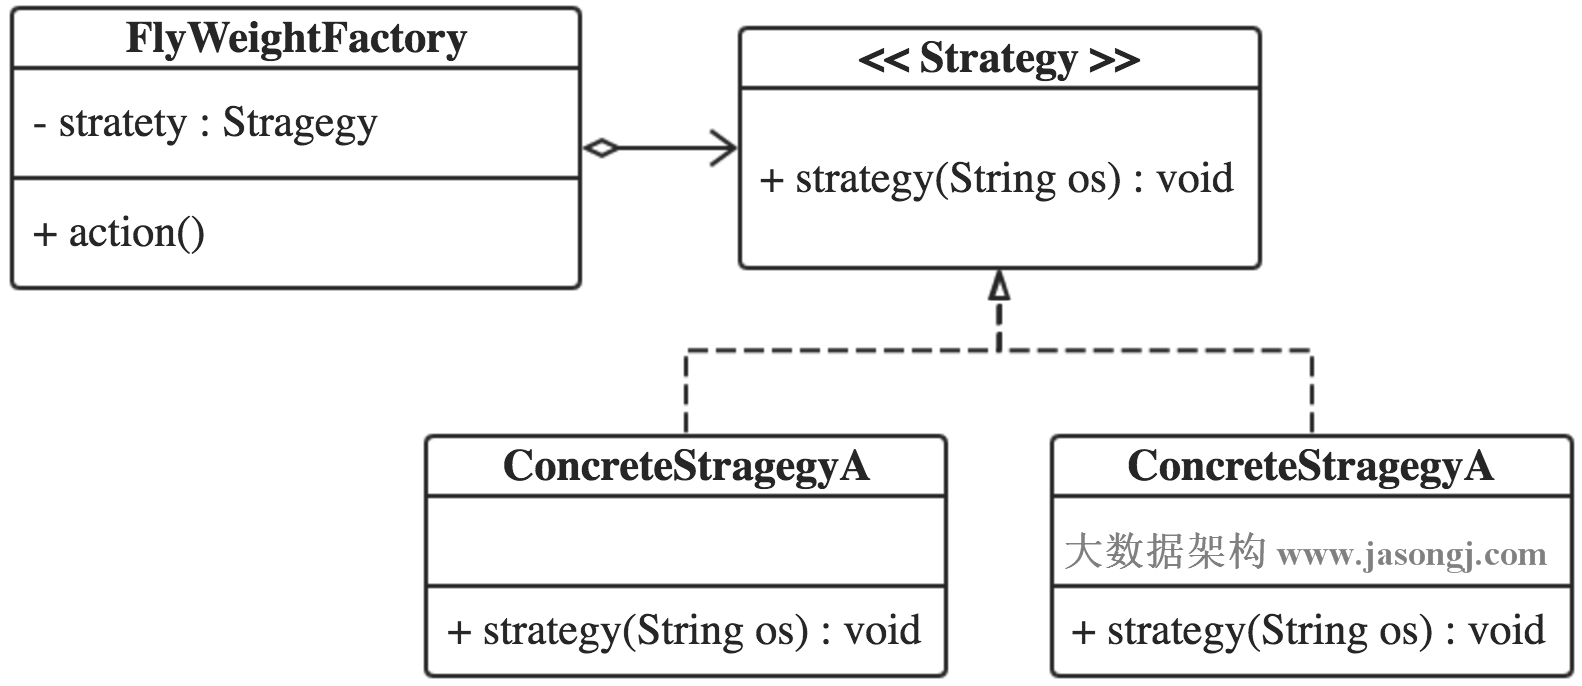 FlyWeightFactory
- stratety : Stragegy
+ action()
<< Strategy >>
+ strategy(String os) : void
ConcreteStragegyA
+ strategy(String os) : void
ConcreteStragegyA
大数据架构 www.jasongj.com
+ strategy(String os) : void